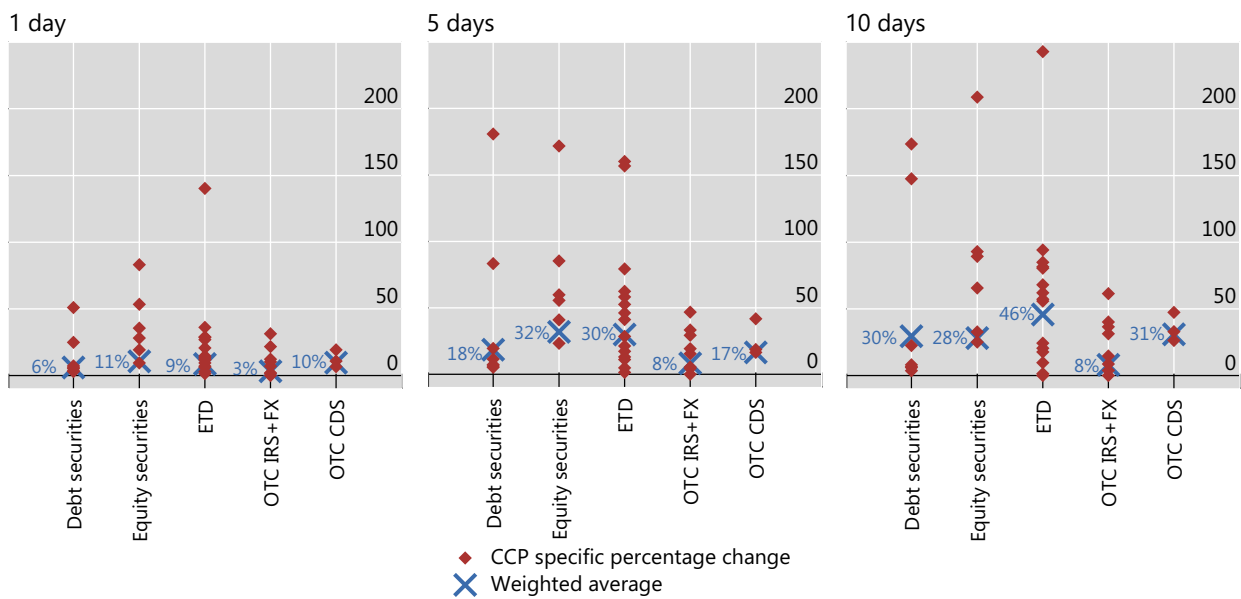 1 day
200
150
100
50
0
6%
11%
9%
3%
10%
Debt securities
Equity securities
ETD
OTC IRS+FX
OTC CDS
5 days
200
150
100
50
0
18%
32%
30%
8%
17%
Debt securities
Equity securities
ETD
OTC IRS+FX
OTC CDS
10 days
200
150
100
50
0
30%
28%
46%
8%
31%
Debt securities
Equity securities
ETD
OTC IRS+FX
OTC CDS
CCP specific percentage change
Weighted average